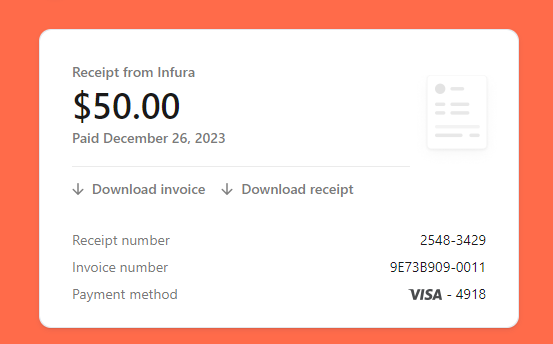 Receipt from Infura
$50.00
Paid December 26, 2023
Download invoice Download receipt
Receipt number 2548-3429
Invoice number 9E73B909-0011
Payment method VISA - 4918